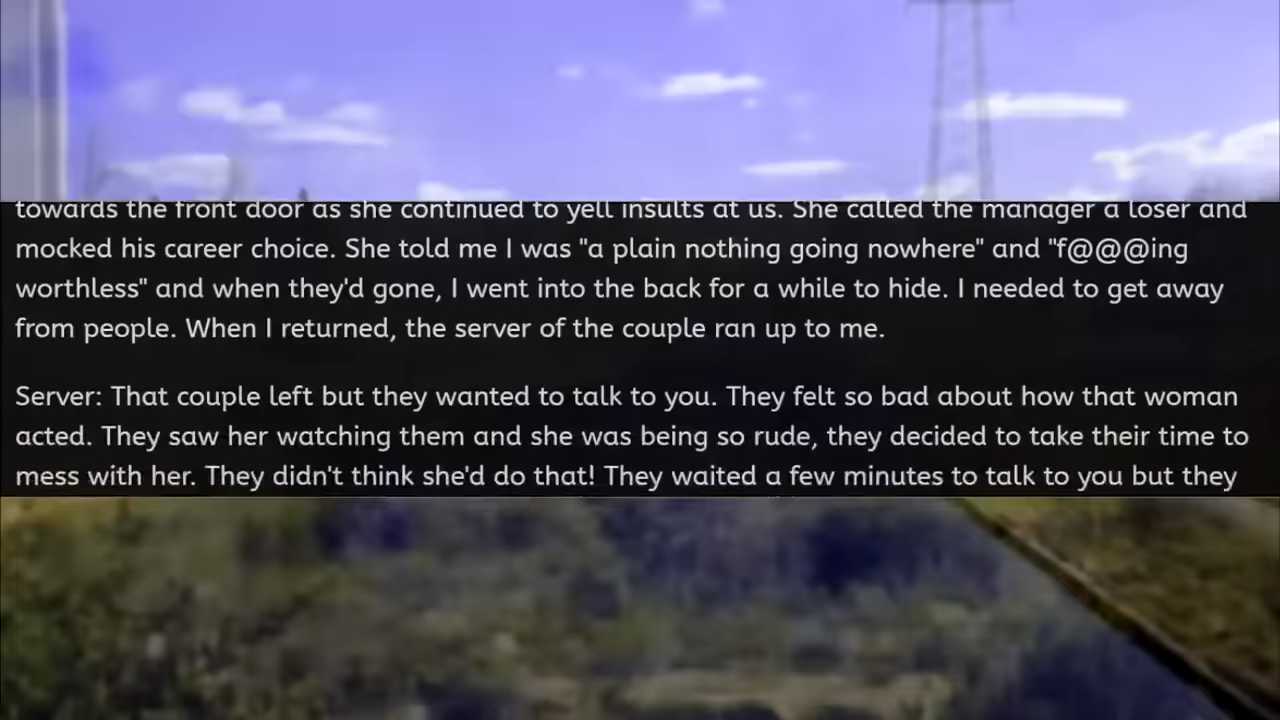 towards the front door as she continued to yell insults at us. She called the manager a loser and
mocked his career choice. She told me I was "a plain nothing going nowhere" and "f@@@ing
worthless" and when they'd gone, I went into the back for a while to hide. I needed to get away
from people. When I returned, the server of the couple ran up to me.
Server: That couple left but they wanted to talk to you. They felt so bad about how that woman
acted. They saw her watching them and she was being so rude, they decided to take their time to
mess with her. They didn't think she'd do that! They waited a few minutes to talk to you but they